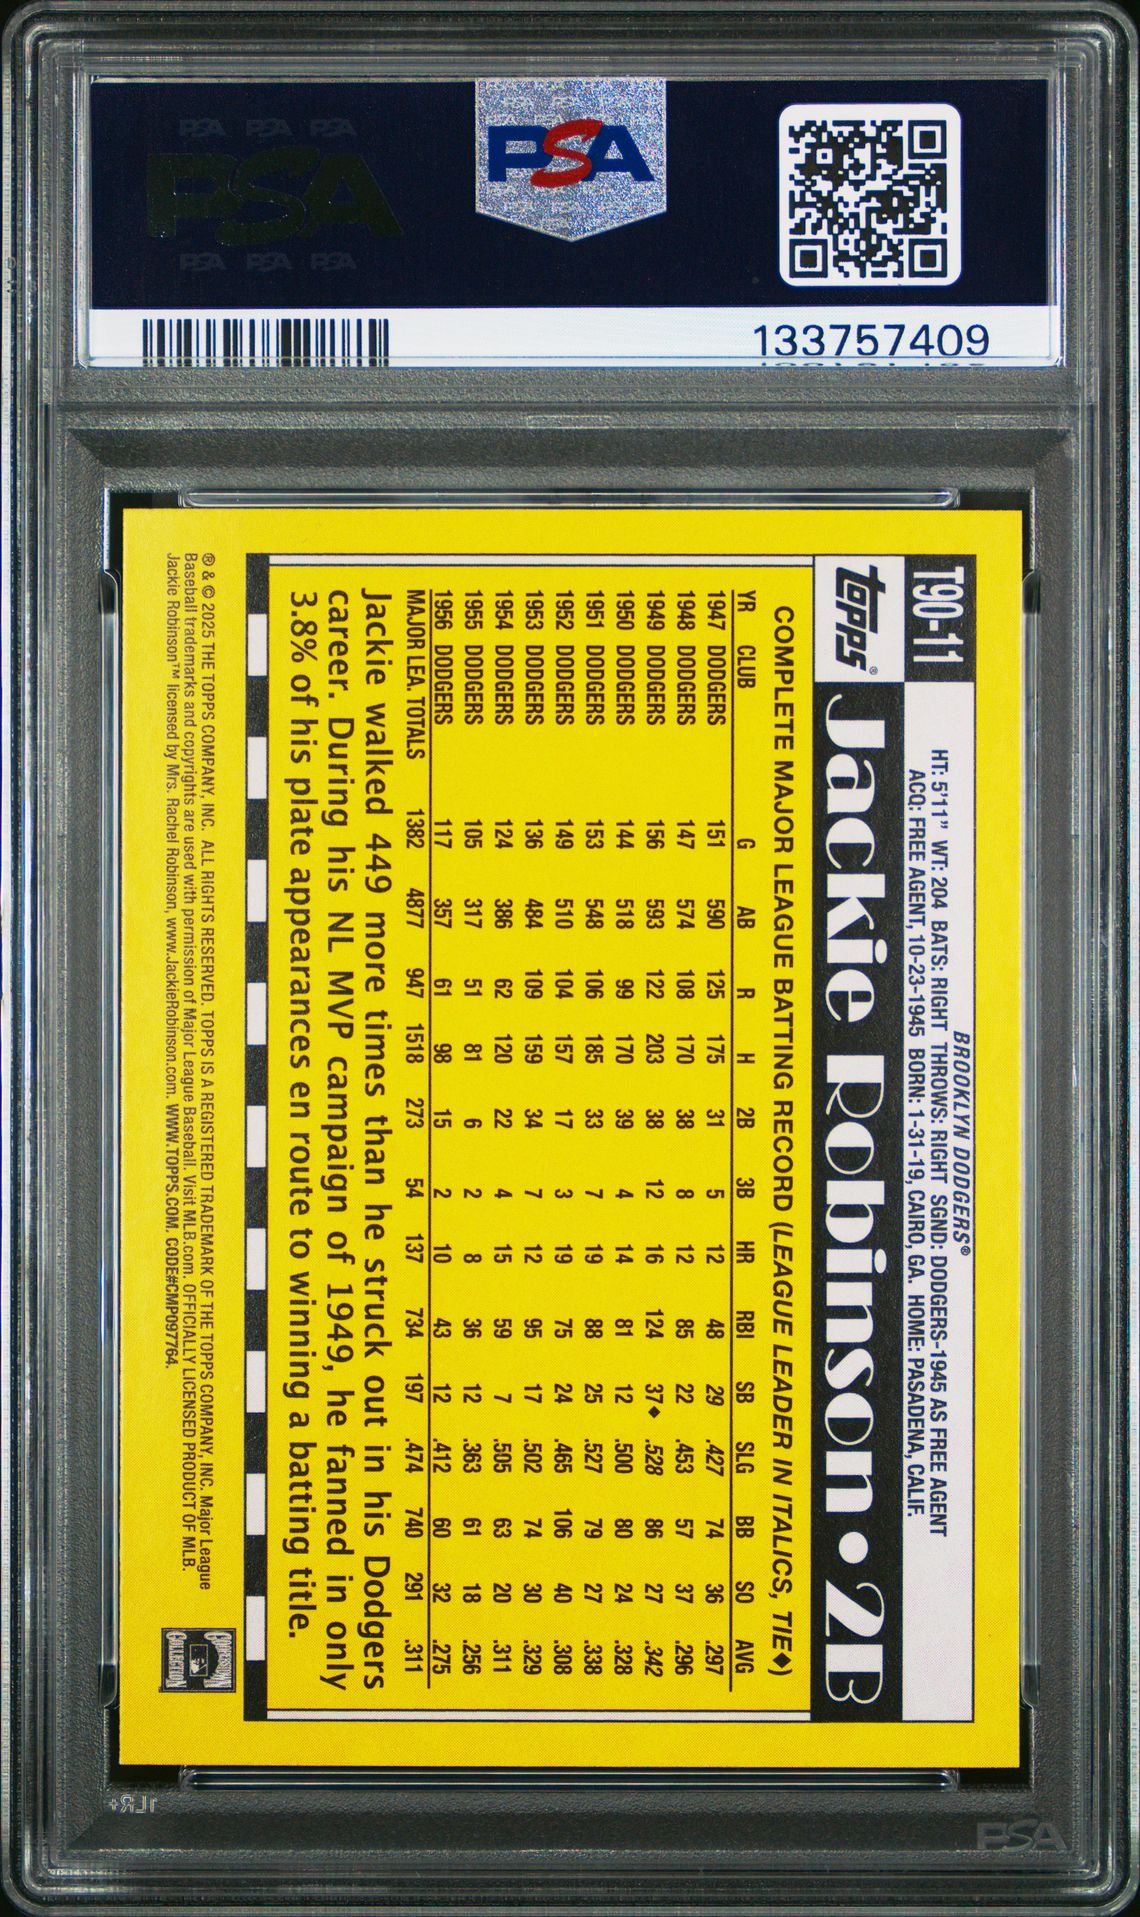 PSA PSA PSA
PSA
PSA PSA PSA
PSA
133757409
T90-11
BROOKLYN DODGERS®
HT: 5'11" WT: 204 BATS: RIGHT THROWS: RIGHT SGND: DODGERS-1945 AS FREE AGENT
ACQ: FREE AGENT, 10-23-1945 BORN: 1-31-19, CAIRO, GA. HOME: PASADENA, CALIF.
topps® Jackie Robinson • 2B
COMPLETE MAJOR LEAGUE BATTING RECORD (LEAGUE LEADER IN ITALICS, TIE◆)
YR CLUB G AB R H 2B 3B HR RBI SB SLG BB SO AVG
1947 DODGERS 151 590 125 175 31 5 12 48 29 .427 74 36 .297
1948 DODGERS 147 574 108 170 38 8 12 85 22 .453 57 37 .296
1949 DODGERS 156 593 122 203 38 12 16 124 37◆ .528 86 27 .342
1950 DODGERS 144 518 99 170 39 4 14 81 12 .500 80 24 .328
1951 DODGERS 153 548 106 185 33 7 19 88 25 .527 79 27 .338
1952 DODGERS 149 510 104 157 17 3 19 75 24 .465 106 40 .308
1953 DODGERS 136 484 109 159 34 7 12 95 17 .502 74 30 .329
1954 DODGERS 124 386 62 120 22 4 15 59 7 .505 63 20 .311
1955 DODGERS 105 317 51 81 6 2 8 36 12 .363 61 18 .256
1956 DODGERS 117 357 61 98 15 2 10 43 12 .412 60 32 .275
MAJOR LEA. TOTALS 1382 4877 947 1518 273 54 137 734 197 .474 740 291 .311
Jackie walked 449 more times than he struck out in his Dodgers
career. During his NL MVP campaign of 1949, he fanned in only
3.8% of his plate appearances en route to winning a batting title.
® & © 2025 THE TOPPS COMPANY, INC. ALL RIGHTS RESERVED. TOPPS IS A REGISTERED TRADEMARK OF THE TOPPS COMPANY, INC. Major League
Baseball trademarks and copyrights are used with permission of Major League Baseball. Visit MLB.com. OFFICIALLY LICENSED PRODUCT OF MLB.
Jackie Robinson™ licensed by Mrs. Rachel Robinson, www.JackieRobinson.com. WWW.TOPPS.COM. CODE#CMP097764.
COOPERSTOWN
COLLECTION
PSA